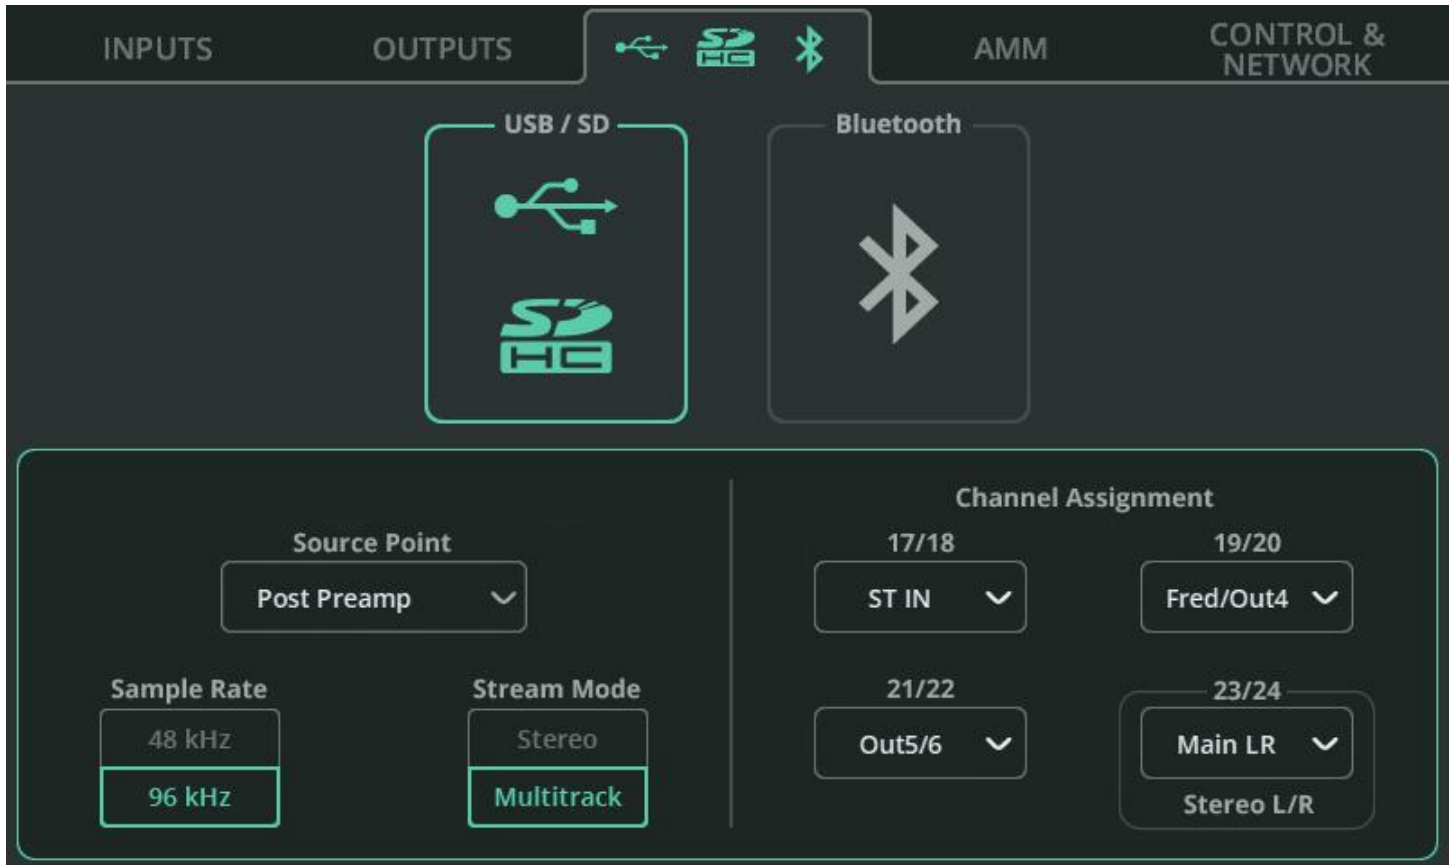 INPUTS
OUTPUTS
SD
HC
AMM
CONTROL &
NETWORK
USB / SD
Bluetooth
SD
HC
Channel Assignment
Source Point
17/18
19/20
Post Preamp
ST IN
Fred/Out4
Sample Rate
Stream Mode
21/22
23/24
48 kHz
Stereo
Out5/6
Main LR
96 kHz
Multitrack
Stereo L/R